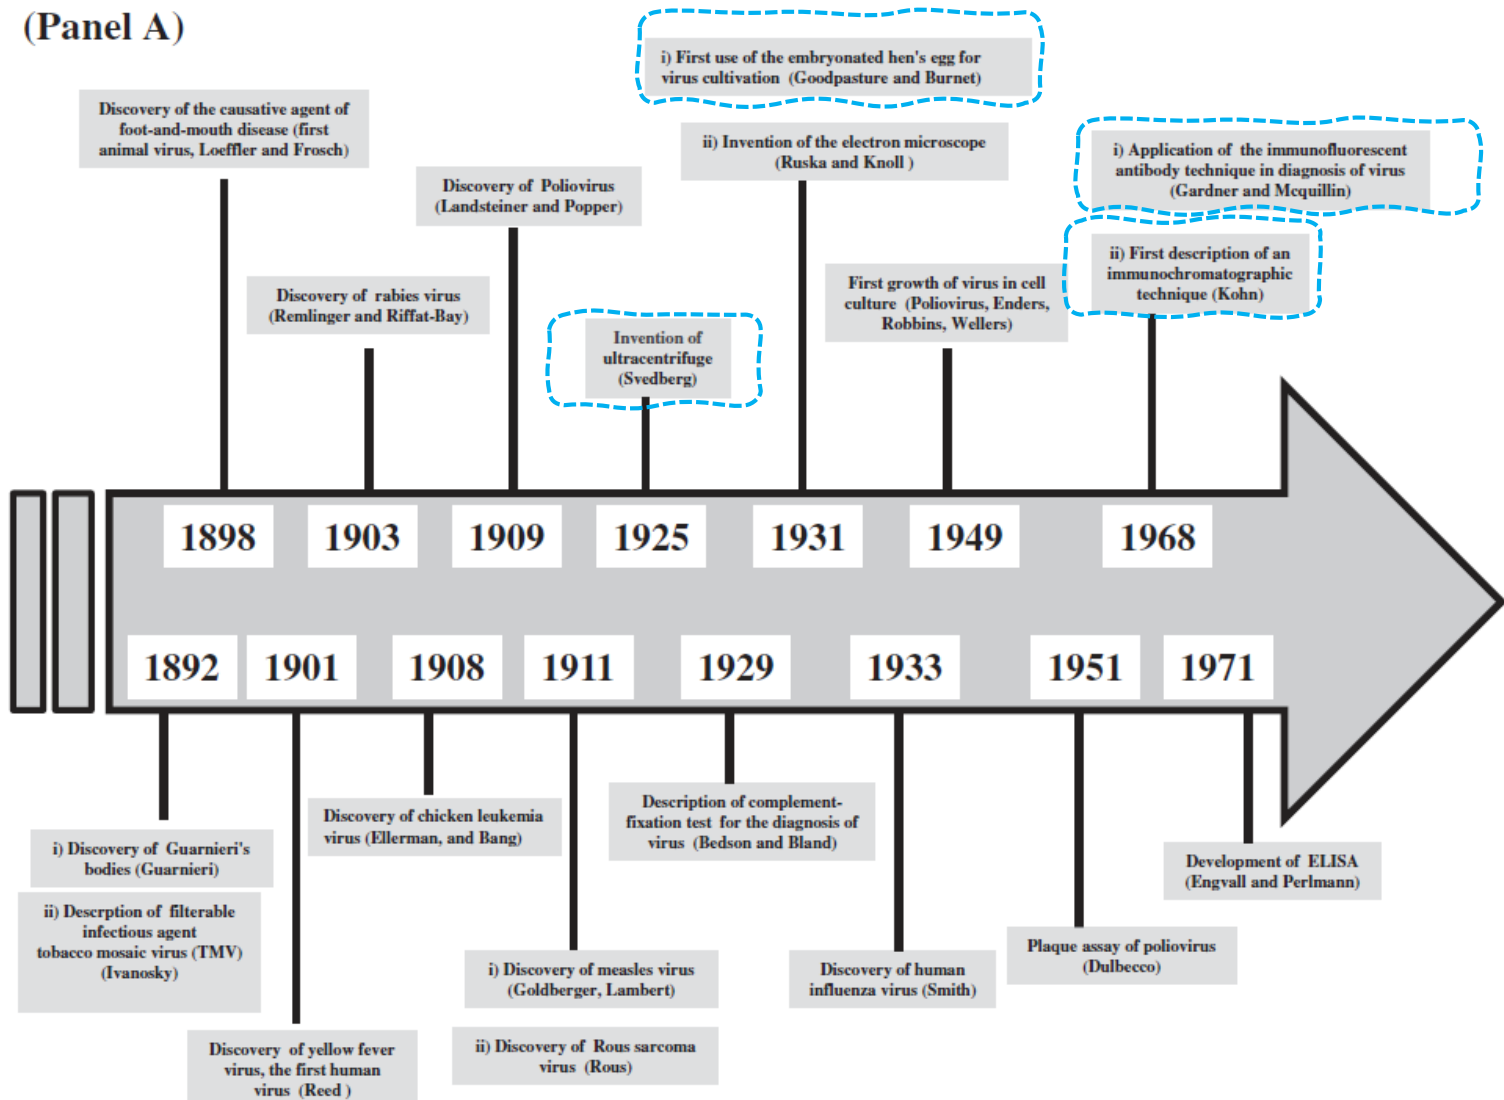 (Panel A)
i) First use of the embryonated hen's egg for
virus cultivation (Goodpasture and Burnet)
Discovery of the causative agent of
foot-and-mouth disease (first
animal virus, Loeffler and Frosch)
ii) Invention of the electron microscope
(Ruska and Knoll )
i) Application of the immunofluorescent
antibody technique in diagnosis of virus
(Gardner and Mcquillin)
Discovery of Poliovirus
(Landsteiner and Popper)
ii) First description of an
immunochromatographic
technique (Kohn)
Discovery of rabies virus
(Remlinger and Riffat-Bay)
First growth of virus in cell
culture (Poliovirus, Enders,
Robbins, Wellers)
Invention of
ultracentrifuge
(Svedberg)
1898
1903
1909
1925
1931
1949
1968
1892
1901
1908
1911
1929
1933
1951
1971
Discovery of chicken leukemia
virus (Ellerman, and Bang)
Description of complement-
fixation test for the diagnosis of
virus (Bedson and Bland)
i) Discovery of Guarnieri's
bodies (Guarnieri)
Development of ELISA
(Engvall and Perlmann)
ii) Descrption of filterable
infectious agent
tobacco mosaic virus (TMV)
(Ivanosky)
Plaque assay of poliovirus
(Dulbecco)
i) Discovery of measles virus
(Goldberger, Lambert)
Discovery of human
influenza virus (Smith)
Discovery of yellow fever
virus, the first human
virus (Reed )
ii) Discovery of Rous sarcoma
virus (Rous)